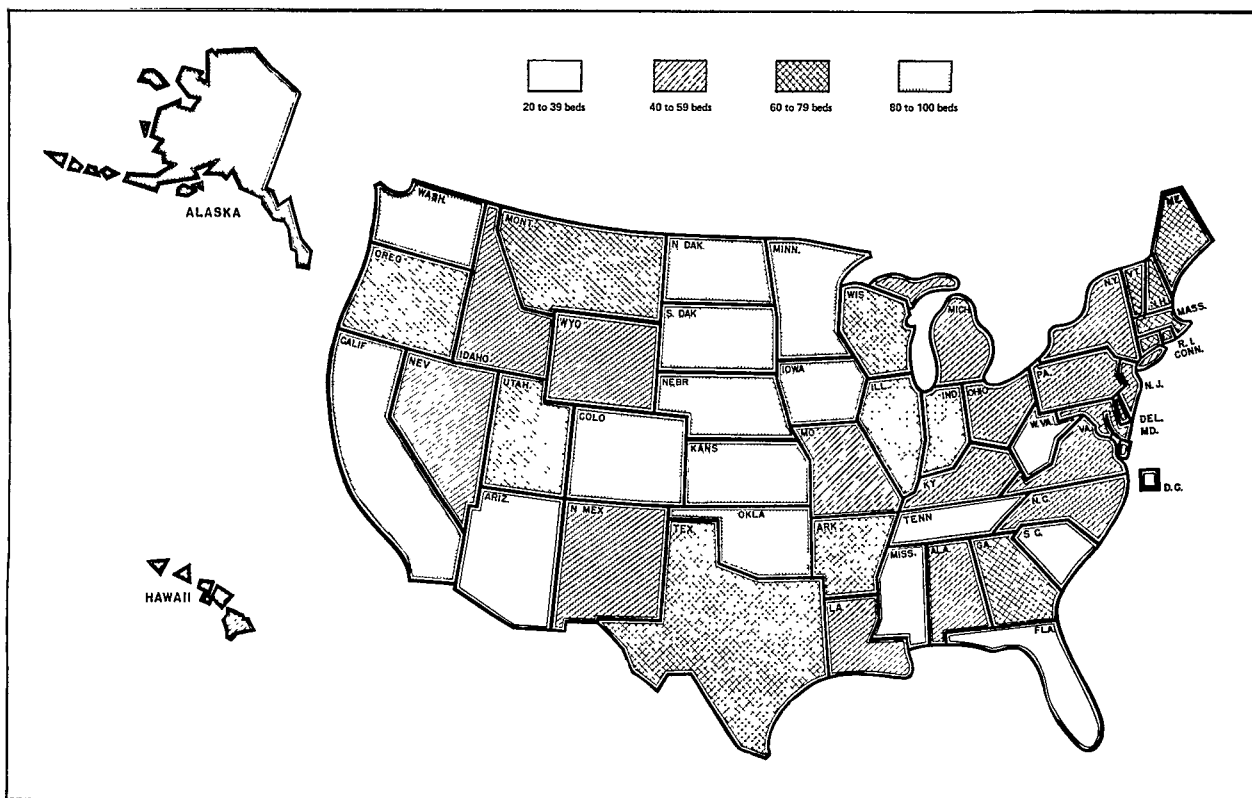 20 to 39 beds
40 to 59 beds
60 to 79 beds
80 to 100 beds
ALASKA
HAWAII
WASH.
OREG
CALIF
NEV
IDAHO
MONT.
WYO
UTAH.
COLO
ARIZ.
N MEX
N DAK.
S. DAK
NEBR
KANS
OKLA
TEX.
MINN.
IOWA
MO
ARK
LA
WIS
ILL.
MICH.
IND
OHIO
KY
TENN
MISS.
ALA.
GA.
FLA.
S C.
N.C.
VA.
W.VA.
PA.
N.Y.
VT.
N.H.
ME.
MASS.
R. I.
CONN.
N. J.
DEL.
MD.
D.C.